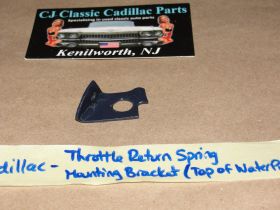 CJ Classic Cadillac Parts
Specializing in used classic auto parts
Kenilworth, NJ
dillac - Throttle Return Spring
Mounting Bracket (Top of Water P